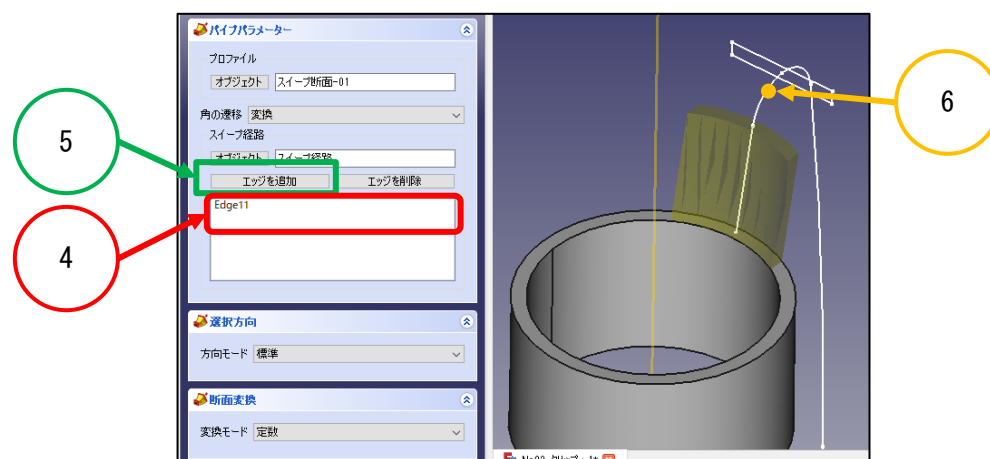 パイプパラメーター
プロファイル
オブジェクト スイープ断面-01
角の遷移 変換
スイープ経路
オブジェクト スイープ経路
エッジを追加 エッジを削除
Edge11
選択方向
方向モード 標準
断面変換
変換モード 定数
5
4
6